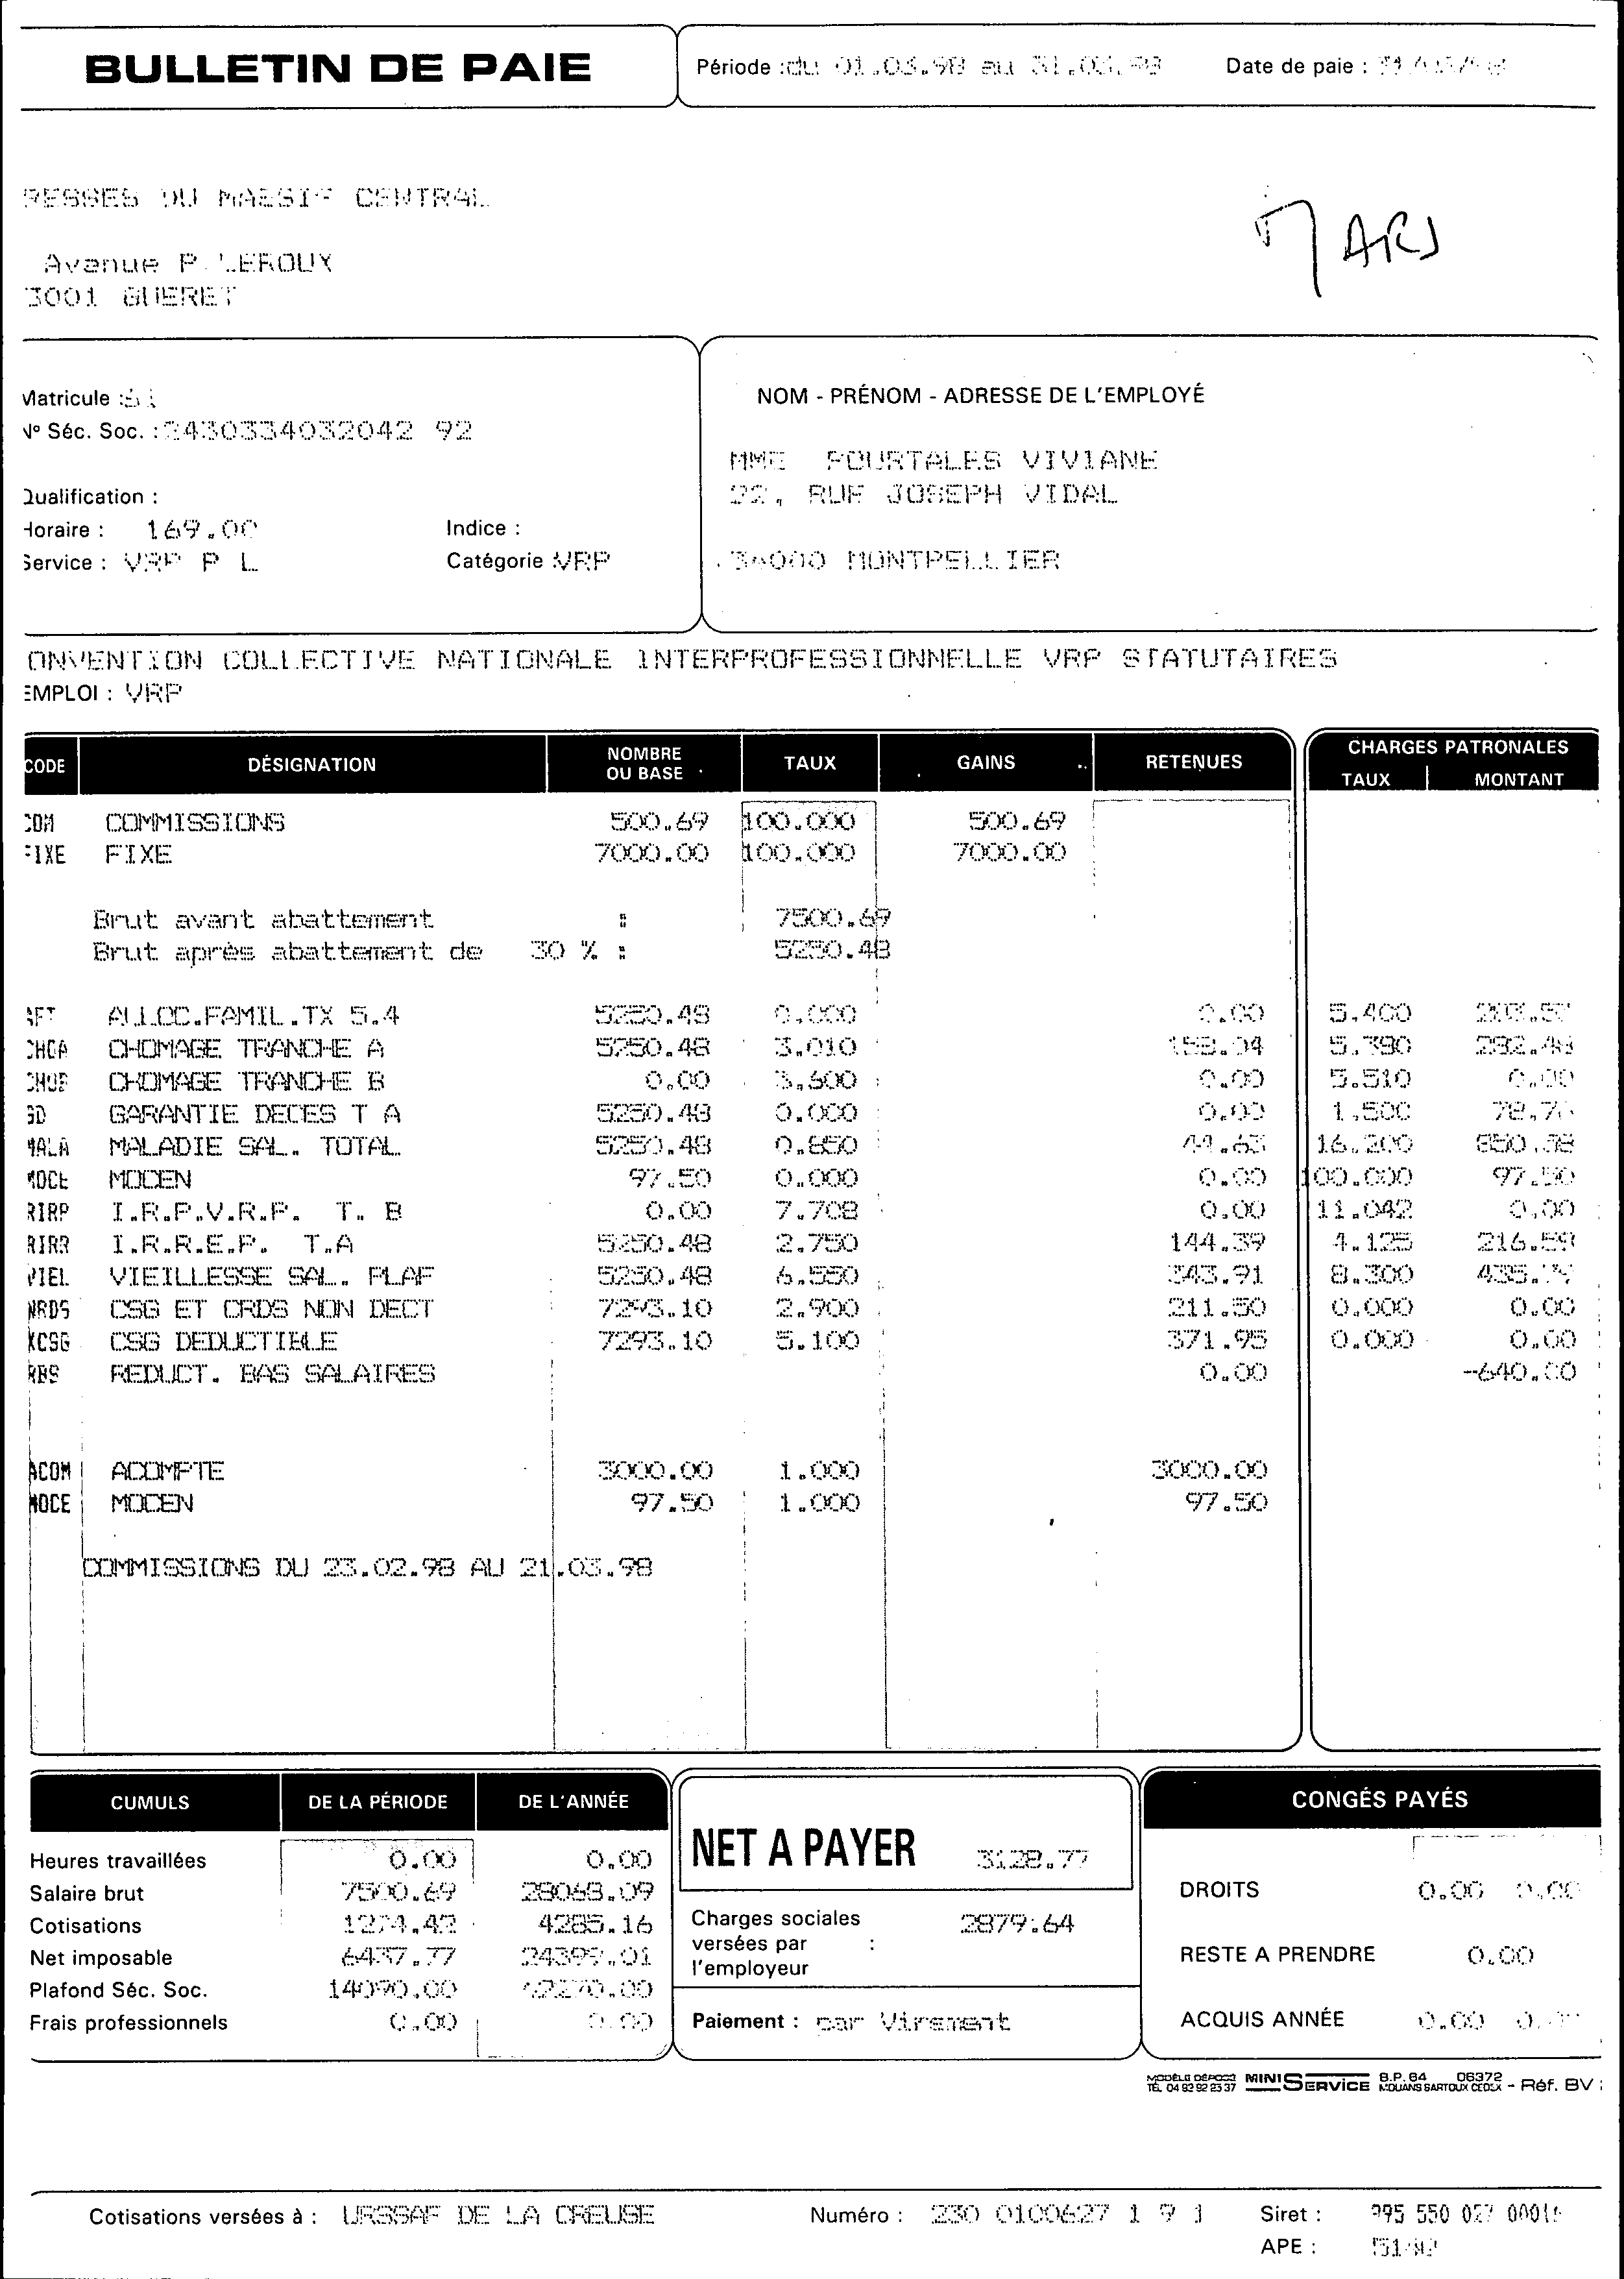 BULLETIN DE PAIE
Période : du 01.03.98 au 31.03.98 Date de paie : 31/03/98
RESSES DU MASSIF CENTRAL
MARS
Avenue P.LEROUX
3001 GUERET
Matricule :
N° Séc. Soc. : 2430334032042 92
Qualification :
Horaire : 169.00 Indice :
Service : VRP P L Catégorie : VRP
NOM - PRÉNOM - ADRESSE DE L'EMPLOYÉ
MME POURTALES VIVIANE
22, RUE JOSEPH VIDAL
34000 MONTPELLIER
ONVENTION COLLECTIVE NATIONALE INTERPROFESSIONNELLE VRP STATUTAIRES
EMPLOI : VRP
CODE DÉSIGNATION NOMBRE OU BASE TAUX GAINS RETENUES CHARGES PATRONALES TAUX MONTANT
COM COMMISSIONS 500.69 100.000 500.69
FIXE FIXE 7000.00 100.000 7000.00
Brut avant abattement : 7500.69
Brut après abattement de 30 % : 5250.48
AFT ALLOC.FAMIL.TX 5.4 5250.48 0.000 0.00 5.400
CHOA CHOMAGE TRANCHE A 5250.48 3.010 158.04 5.380 282.48
CHOB CHOMAGE TRANCHE B 0.00 3.600 0.00 5.510 0.00
GD GARANTIE DECES T A 5250.48 0.000 0.00 1.500 78.76
MALA MALADIE SAL. TOTAL 5250.48 0.850 44.63 16.200 850.58
MOCE MOCEN 97.50 0.000 0.00 100.000 97.50
RIRP I.R.P.V.R.P. T. B 0.00 7.708 0.00 11.042 0.00
RIRR I.R.R.E.P. T.A 5250.48 2.750 144.39 4.125 216.58
VIEL VIEILLESSE SAL. PLAF 5250.48 6.550 343.91 8.300 435.79
NRDS CSG ET CRDS NON DECT 7293.10 2.900 211.50 0.000 0.00
XCSG CSG DEDUCTIBLE 7293.10 5.100 371.95 0.000 0.00
RBS REDUCT. BAS SALAIRES 0.00 -640.00
ACOM ACOMPTE 3000.00 1.000 3000.00
MOCE MOCEN 97.50 1.000 97.50
COMMISSIONS DU 23.02.98 AU 21.03.98
CUMULS DE LA PÉRIODE DE L'ANNÉE
Heures travaillées 0.00 0.00
Salaire brut 7500.69 28068.09
Cotisations 1274.42 4285.16
Net imposable 6437.77 24399.01
Plafond Séc. Soc. 14090.00 42270.00
Frais professionnels 0.00 0.00
NET A PAYER 3128.77
Charges sociales versées par l'employeur : 2879.64
Paiement : par Virement
CONGÉS PAYÉS
DROITS 0.00 0.00
RESTE A PRENDRE 0.00
ACQUIS ANNÉE 0.00
MODÈLE DÉPOSÉ TÉL. 04 92 92 23 37 MINI SERVICE B.P. 64 06372 MOUANS SARTOUX CEDEX - Réf. BV
Cotisations versées à : URSSAF DE LA CREUSE Numéro : 230 0100627 1 9 1 Siret : 995 550 027
APE :